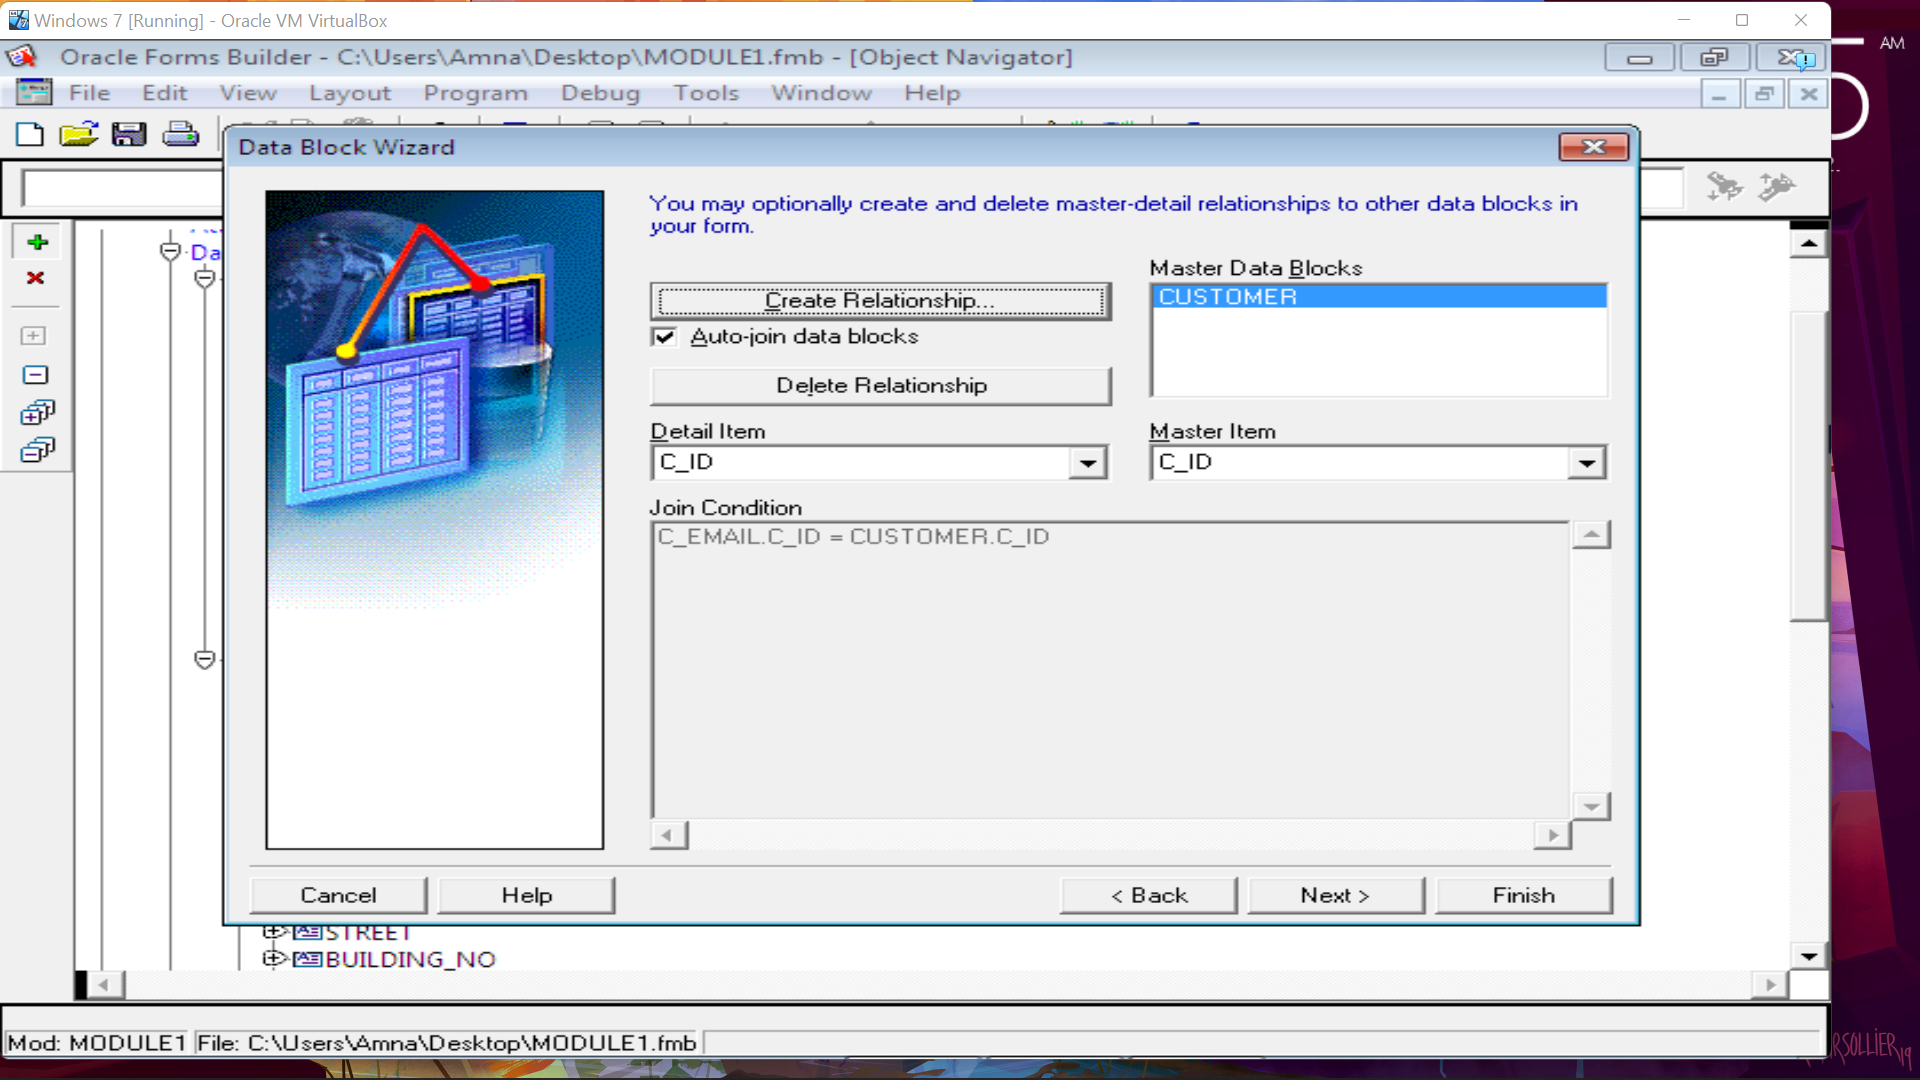 Windows 7 [Running] - Oracle VM VirtualBox
AM
Oracle Forms Builder - C:\Users\Amna\Desktop\MODULE1.fmb - [Object Navigator]
File Edit View Layout Program Debug Tools Window Help
Data Block Wizard
You may optionally create and delete master-detail relationships to other data blocks in
your form.
Da
Master Data Blocks
Create Relationship...
CUSTOMER
Auto-join data blocks
Delete Relationship
Detail Item
Master Item
C_ID
C_ID
Join Condition
C_EMAIL.C_ID = CUSTOMER.C_ID
Cancel Help < Back Next > Finish
STREET
BUILDING_NO
Mod: MODULE1 File: C:\Users\Amna\Desktop\MODULE1.fmb